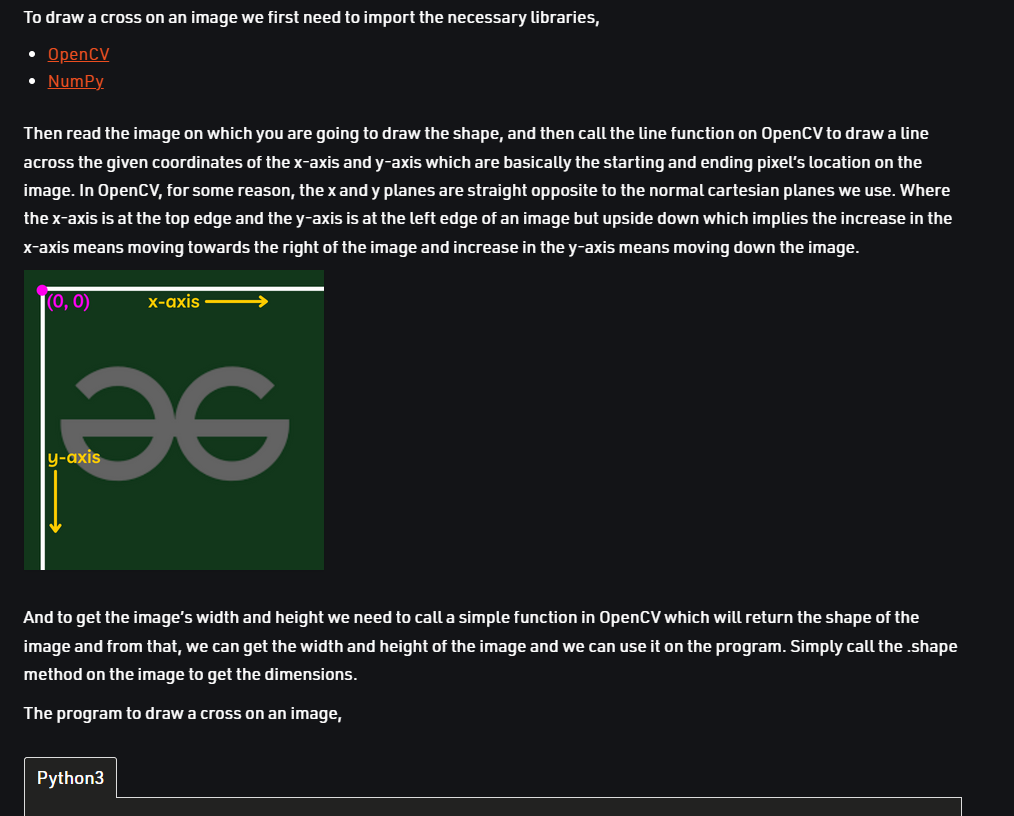 To draw a cross on an image we first need to import the necessary libraries,
OpenCV
NumPy
Then read the image on which you are going to draw the shape, and then call the line function on OpenCV to draw a line
across the given coordinates of the x-axis and y-axis which are basically the starting and ending pixel's location on the
image. In OpenCV, for some reason, the x and y planes are straight opposite to the normal cartesian planes we use. Where
the x-axis is at the top edge and the y-axis is at the left edge of an image but upside down which implies the increase in the
x-axis means moving towards the right of the image and increase in the y-axis means moving down the image.
(0, 0)
x-axis
y-axis
And to get the image's width and height we need to call a simple function in OpenCV which will return the shape of the
image and from that, we can get the width and height of the image and we can use it on the program. Simply call the .shape
method on the image to get the dimensions.
The program to draw a cross on an image,
Python3